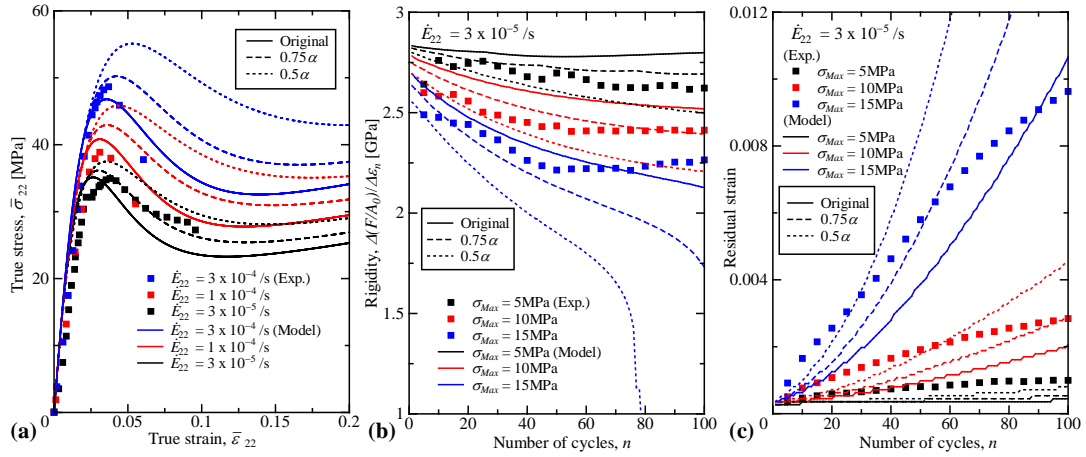 (a)
True stress, σ̄ 22 [MPa]
60
40
20
0
0
0.05
0.1
0.15
0.2
True strain, ε̄ 22
Original
0.75α
0.5α
Ė22 = 3 x 10-4 /s (Exp.)
Ė22 = 1 x 10-4 /s
Ė22 = 3 x 10-5 /s
Ė22 = 3 x 10-4 /s (Model)
Ė22 = 1 x 10-4 /s
Ė22 = 3 x 10-5 /s
(b)
Rigidity, Δ(F/A0)/Δεn [GPa]
3
2.5
2
1.5
1
0
20
40
60
80
100
Number of cycles, n
Ė22 = 3 x 10-5 /s
Original
0.75α
0.5α
σMax = 5MPa (Exp.)
σMax = 10MPa
σMax = 15MPa
σMax = 5MPa (Model)
σMax = 10MPa
σMax = 15MPa
(c)
Residual strain
0.012
0.008
0.004
0
0
20
40
60
80
100
Number of cycles, n
Ė22 = 3 x 10-5 /s
(Exp.)
σMax = 5MPa
σMax = 10MPa
σMax = 15MPa
(Model)
σMax = 5MPa
σMax = 10MPa
σMax = 15MPa
Original
0.75α
0.5α